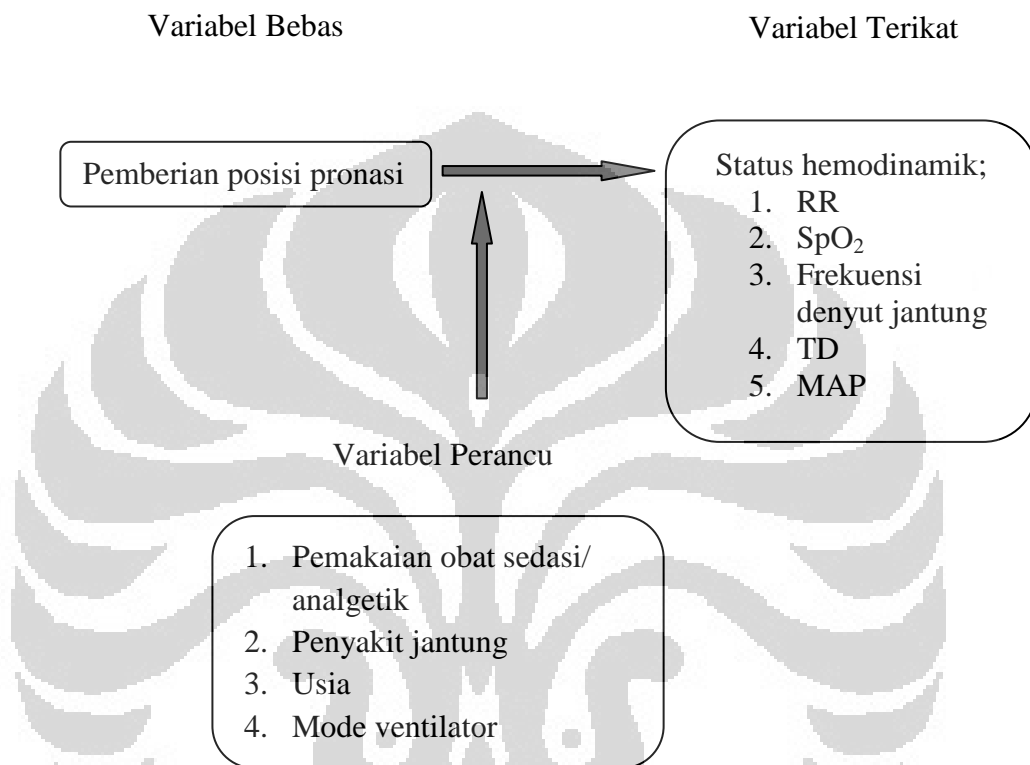 Variabel Bebas
Variabel Terikat
Pemberian posisi pronasi
Status hemodinamik;
1. RR
2. SpO₂
3. Frekuensi
denyut jantung
4. TD
5. MAP
Variabel Perancu
1. Pemakaian obat sedasi/
analgetik
2. Penyakit jantung
3. Usia
4. Mode ventilator